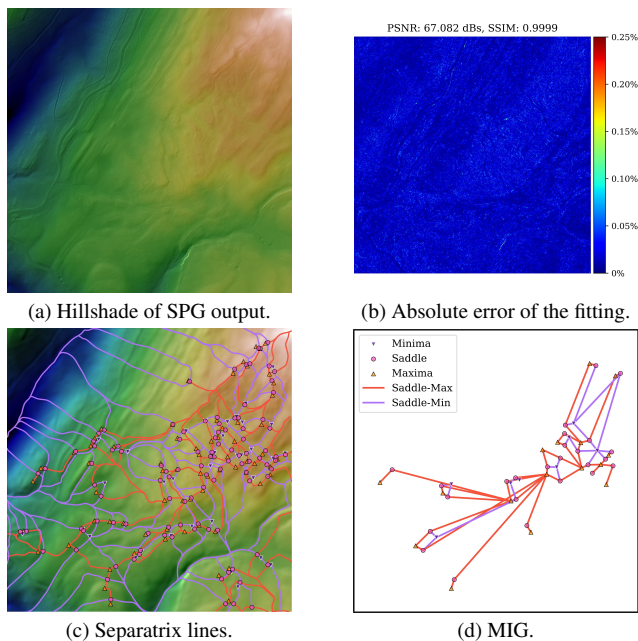 PSNR: 67.082 dBs, SSIM: 0.9999
0.25%
0.20%
0.15%
0.10%
0.05%
0%
(a) Hillshade of SPG output.
(b) Absolute error of the fitting.
Minima
Saddle
Maxima
Saddle-Max
Saddle-Min
(c) Separatrix lines.
(d) MIG.